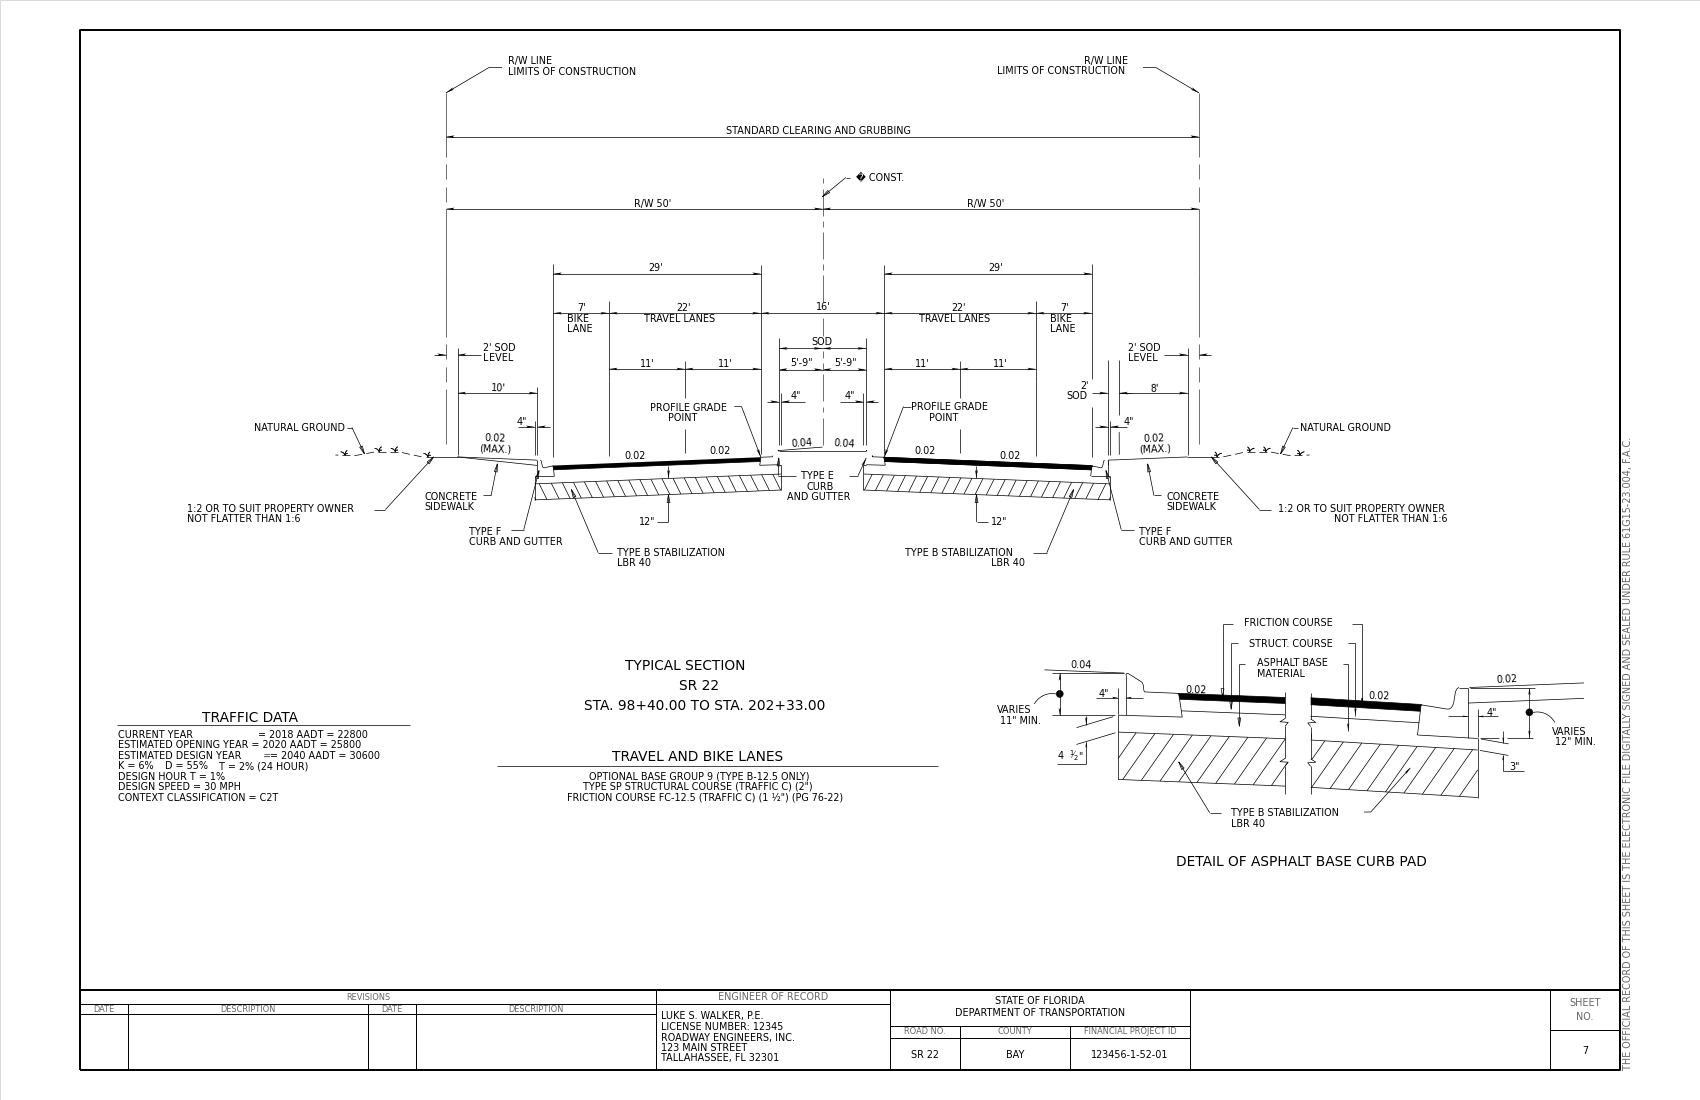 R/W LINE
LIMITS OF CONSTRUCTION
R/W LINE
LIMITS OF CONSTRUCTION
STANDARD CLEARING AND GRUBBING
� CONST.
R/W 50'
R/W 50'
29'
29'
7'
BIKE
LANE
22'
TRAVEL LANES
16'
22'
TRAVEL LANES
7'
BIKE
LANE
2' SOD
LEVEL
SOD
2' SOD
LEVEL
11'
11'
5'-9"
5'-9"
11'
11'
10'
4"
4"
2'
SOD
8'
PROFILE GRADE
POINT
PROFILE GRADE
POINT
NATURAL GROUND
4"
4"
NATURAL GROUND
0.02
(MAX.)
0.02
0.02
0.04
0.04
0.02
0.02
0.02
(MAX.)
TYPE E
CURB
AND GUTTER
CONCRETE
SIDEWALK
CONCRETE
SIDEWALK
1:2 OR TO SUIT PROPERTY OWNER
NOT FLATTER THAN 1:6
1:2 OR TO SUIT PROPERTY OWNER
NOT FLATTER THAN 1:6
12"
12"
TYPE F
CURB AND GUTTER
TYPE F
CURB AND GUTTER
TYPE B STABILIZATION
LBR 40
TYPE B STABILIZATION
LBR 40
TYPICAL SECTION
SR 22
STA. 98+40.00 TO STA. 202+33.00
TRAFFIC DATA
CURRENT YEAR = 2018 AADT = 22800
ESTIMATED OPENING YEAR = 2020 AADT = 25800
ESTIMATED DESIGN YEAR == 2040 AADT = 30600
K = 6% D = 55% T = 2% (24 HOUR)
DESIGN HOUR T = 1%
DESIGN SPEED = 30 MPH
CONTEXT CLASSIFICATION = C2T
TRAVEL AND BIKE LANES
OPTIONAL BASE GROUP 9 (TYPE B-12.5 ONLY)
TYPE SP STRUCTURAL COURSE (TRAFFIC C) (2")
FRICTION COURSE FC-12.5 (TRAFFIC C) (1 ½") (PG 76-22)
FRICTION COURSE
STRUCT. COURSE
ASPHALT BASE
MATERIAL
0.04
0.02
0.02
0.02
4"
4"
VARIES
11" MIN.
VARIES
12" MIN.
4 ½"
3"
TYPE B STABILIZATION
LBR 40
DETAIL OF ASPHALT BASE CURB PAD
THE OFFICIAL RECORD OF THIS SHEET IS THE ELECTRONIC FILE DIGITALLY SIGNED AND SEALED UNDER RULE 61G15-23.004, F.A.C.
REVISIONS
DATE
DESCRIPTION
DATE
DESCRIPTION
ENGINEER OF RECORD
LUKE S. WALKER, P.E.
LICENSE NUMBER: 12345
ROADWAY ENGINEERS, INC.
123 MAIN STREET
TALLAHASSEE, FL 32301
STATE OF FLORIDA
DEPARTMENT OF TRANSPORTATION
ROAD NO.
COUNTY
FINANCIAL PROJECT ID
SR 22
BAY
123456-1-52-01
SHEET
NO.
7